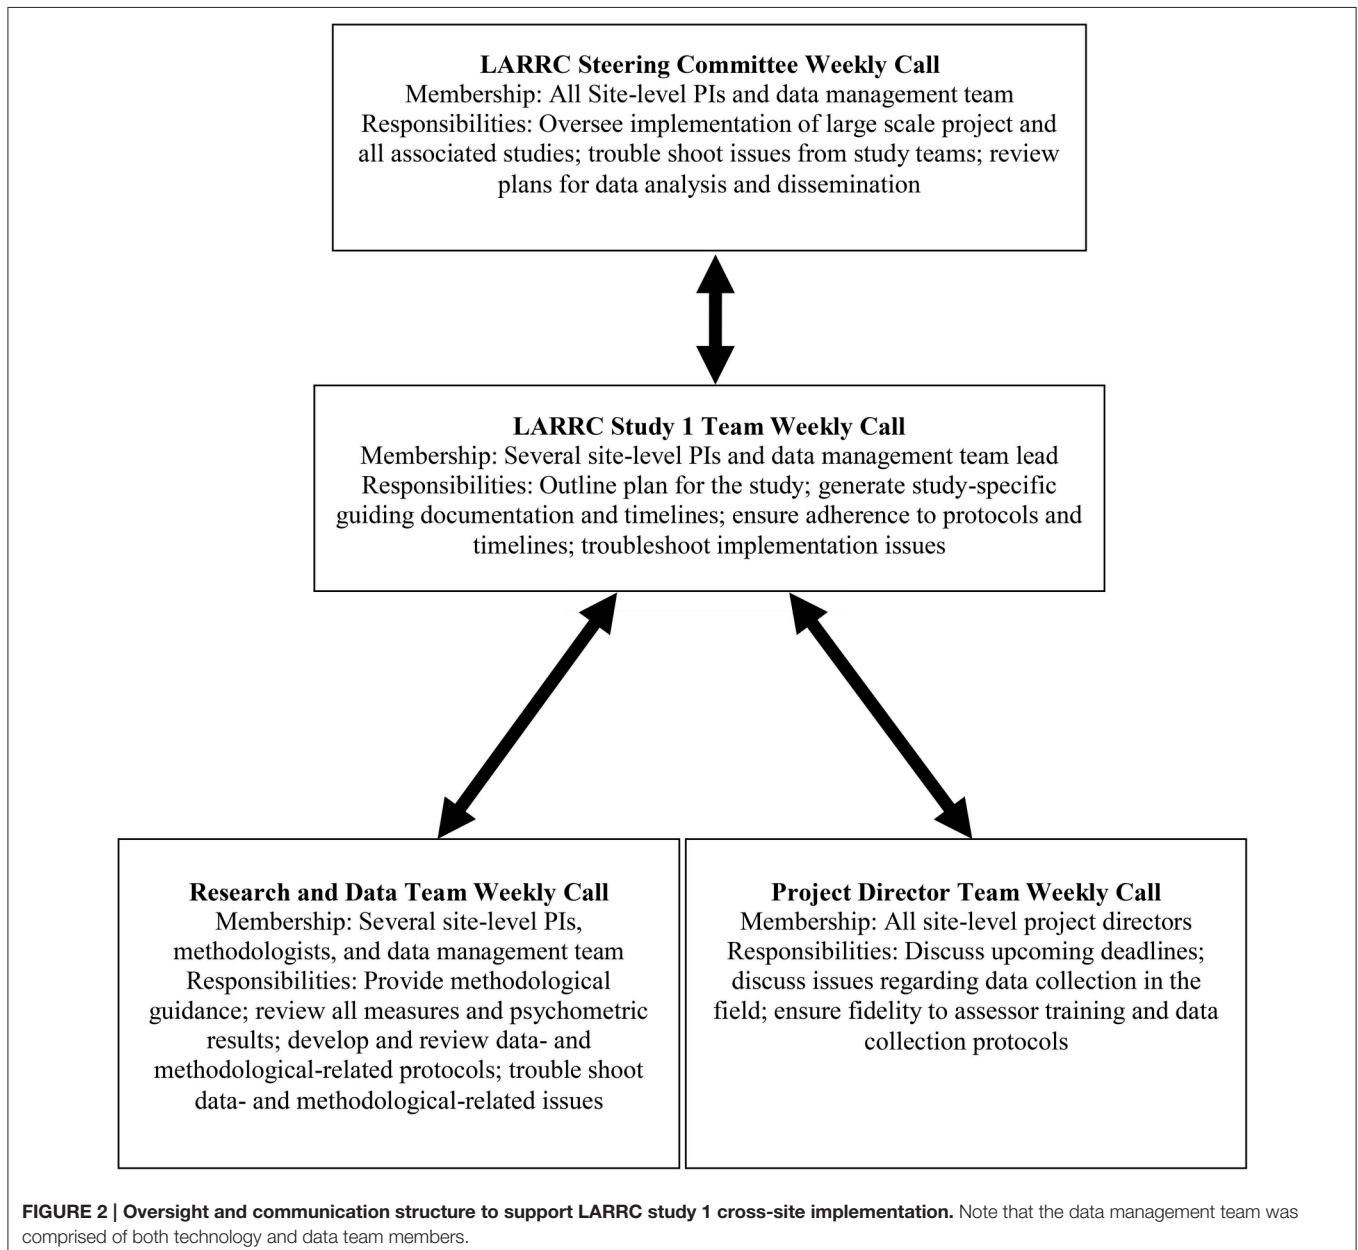 LARRC Steering Committee Weekly Call
Membership: All Site-level PIs and data management team
Responsibilities: Oversee implementation of large scale project and
all associated studies; trouble shoot issues from study teams; review
plans for data analysis and dissemination
LARRC Study 1 Team Weekly Call
Membership: Several site-level PIs and data management team lead
Responsibilities: Outline plan for the study; generate study-specific
guiding documentation and timelines; ensure adherence to protocols and
timelines; troubleshoot implementation issues
Research and Data Team Weekly Call
Membership: Several site-level PIs,
methodologists, and data management team
Responsibilities: Provide methodological
guidance; review all measures and psychometric
results; develop and review data- and
methodological-related protocols; trouble shoot
data- and methodological-related issues
Project Director Team Weekly Call
Membership: All site-level project directors
Responsibilities: Discuss upcoming deadlines;
discuss issues regarding data collection in the
field; ensure fidelity to assessor training and data
collection protocols
FIGURE 2 | Oversight and communication structure to support LARRC study 1 cross-site implementation. Note that the data management team was
comprised of both technology and data team members.